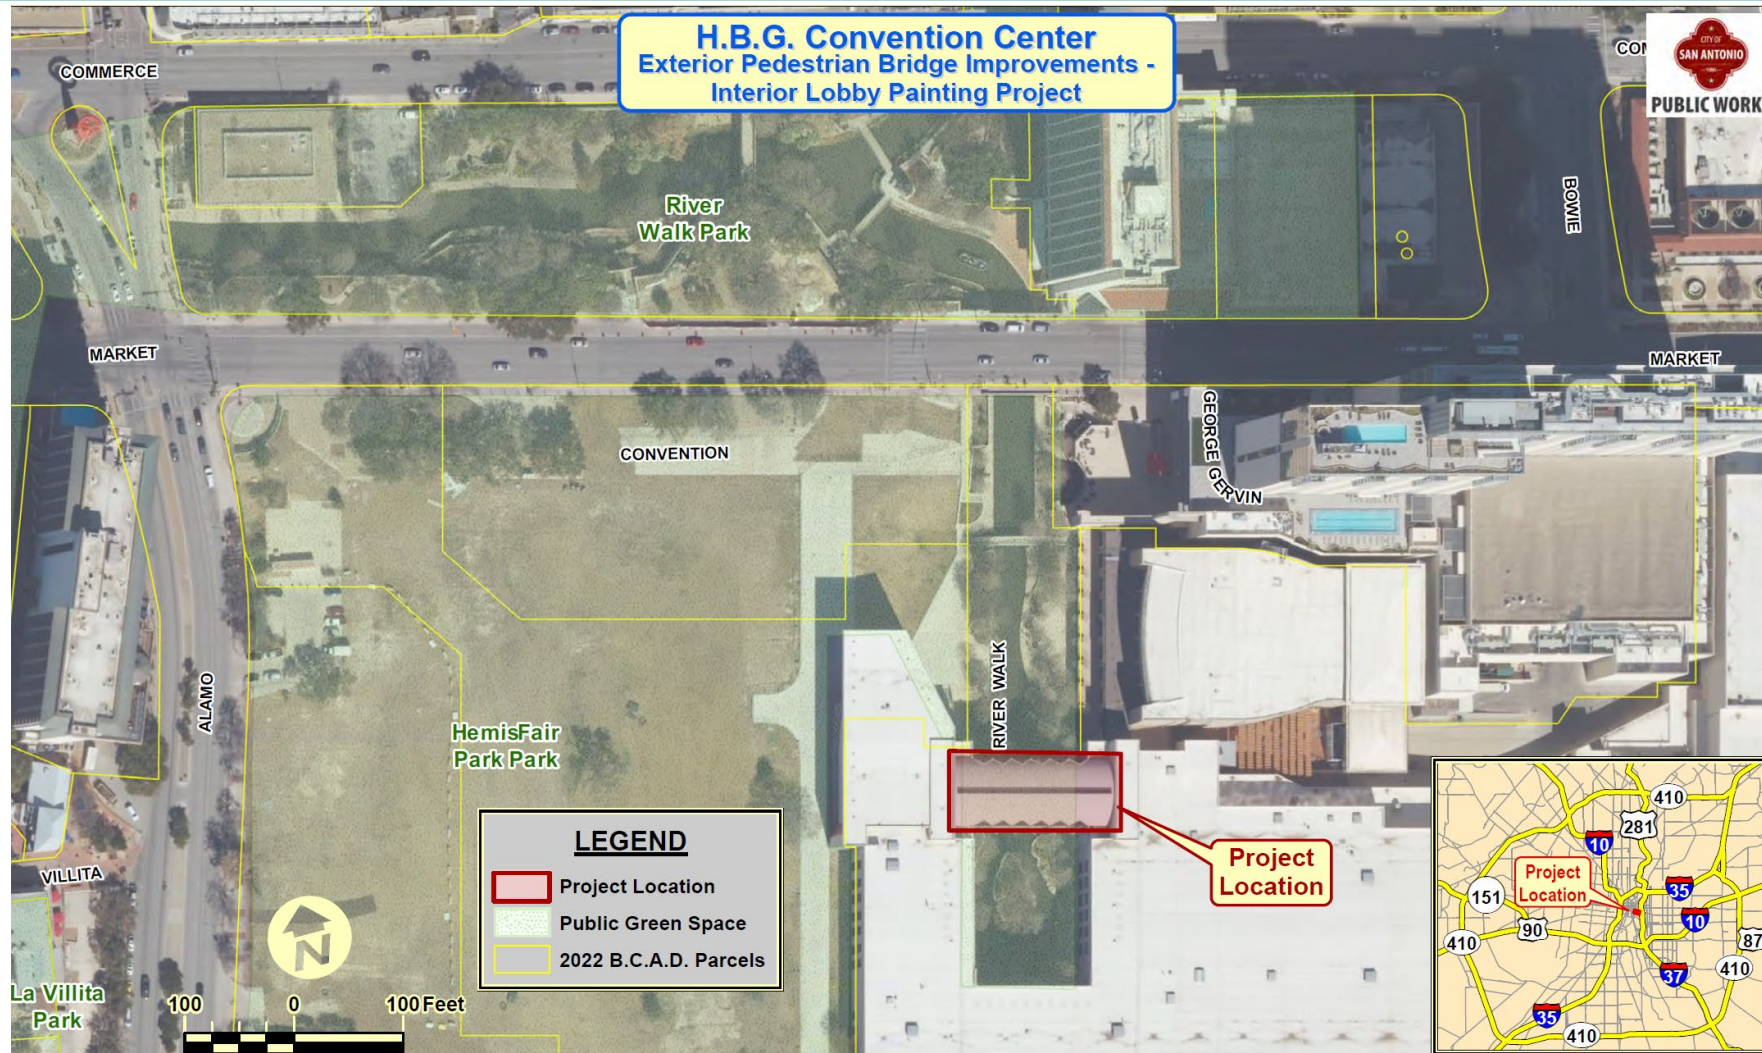 H.B.G. Convention Center
Exterior Pedestrian Bridge Improvements -
Interior Lobby Painting Project
CITY OF
SAN ANTONIO
PUBLIC WORK
COMMERCE
COM
River
Walk Park
BOWIE
MARKET
MARKET
GEORGE GERVIN
CONVENTION
RIVER WALK
ALAMO
HemisFair
Park Park
VILLITA
La Villita
Park
LEGEND
Project Location
Public Green Space
2022 B.C.A.D. Parcels
N
100 0 100 Feet
Project
Location
410
281
10
Project
Location
35
151
10
90
87
410
410
37
35
410